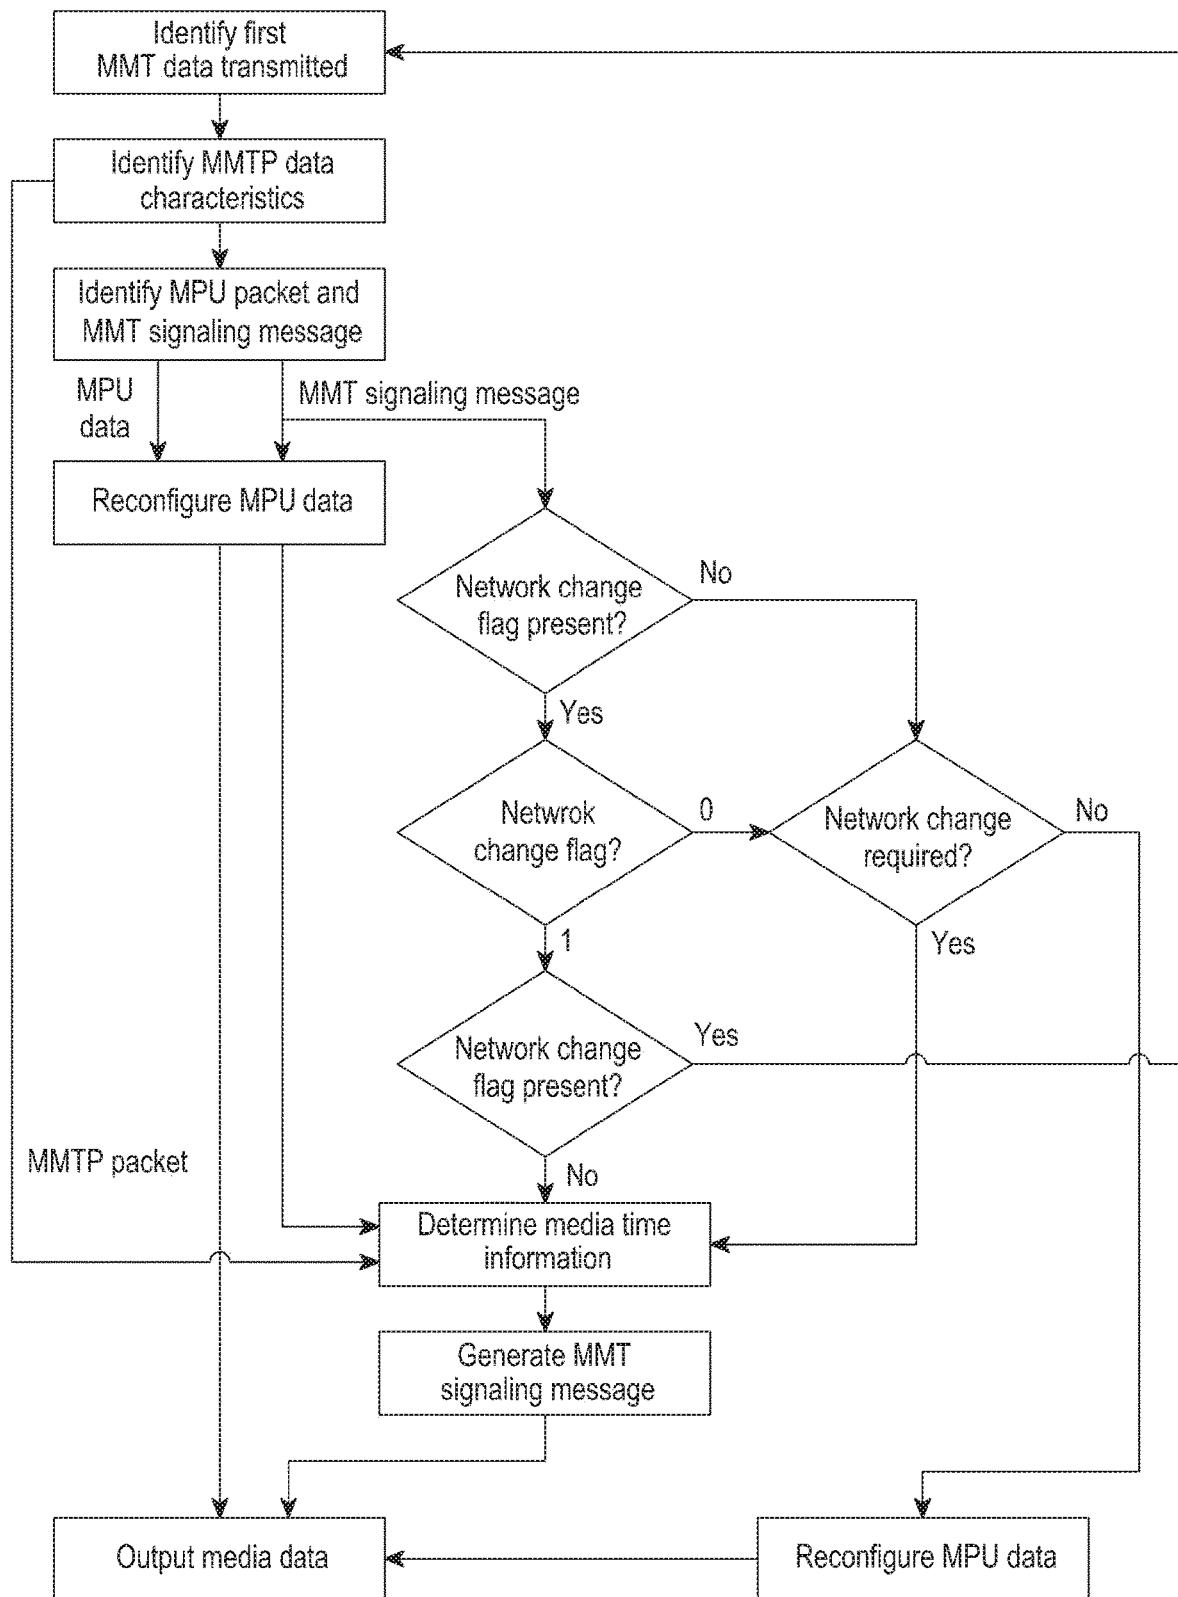 Identify first
MMT data transmitted
Identify MMTP data
characteristics
Identify MPU packet and
MMT signaling message
MPU
data
MMT signaling message
Reconfigure MPU data
Network change
flag present?
No
Yes
Netwrok
change flag?
0
Network change
required?
No
1
Yes
Network change
flag present?
Yes
MMTP packet
No
Determine media time
information
Generate MMT
signaling message
Output media data
Reconfigure MPU data